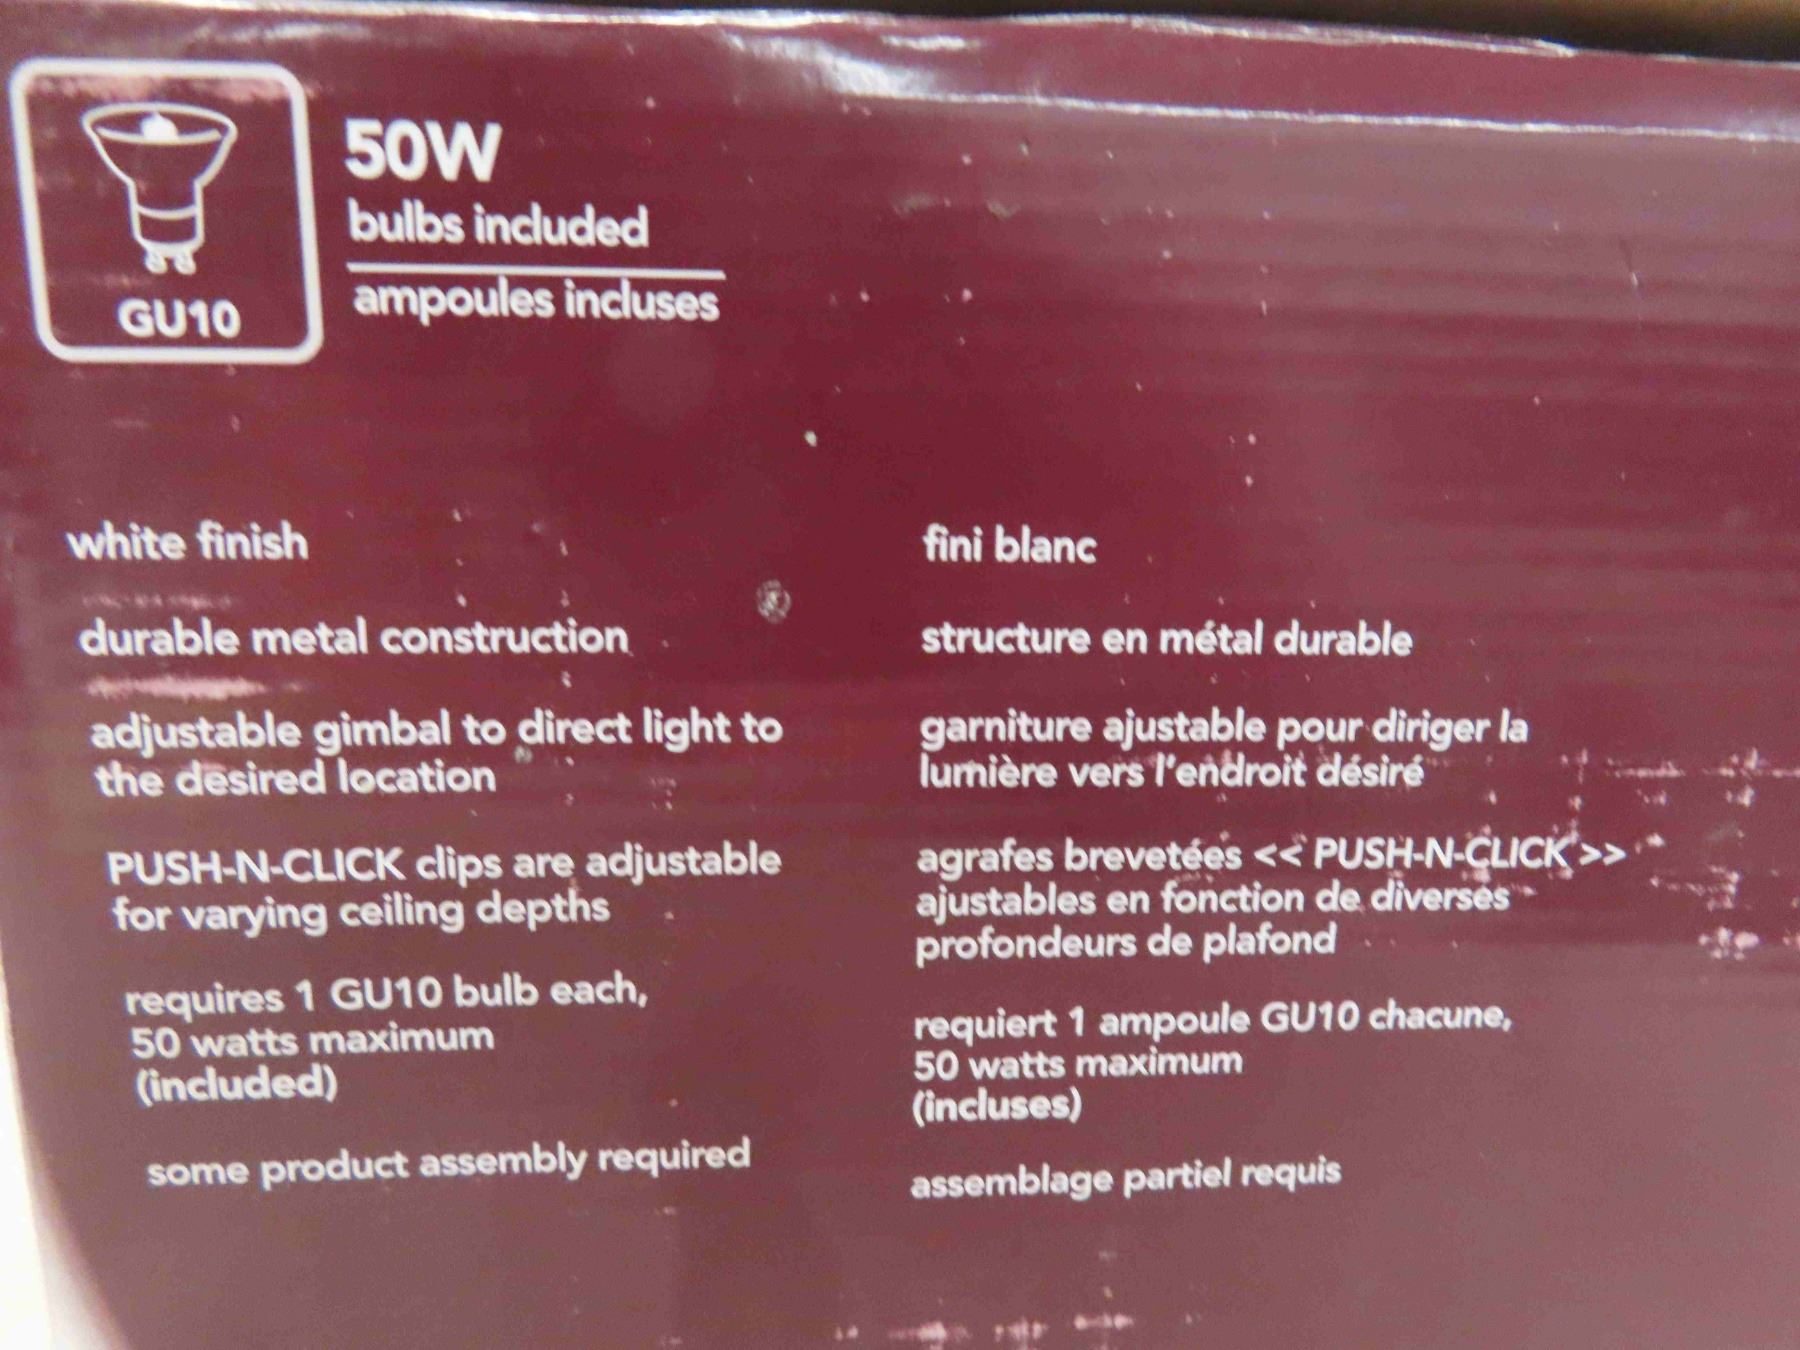 GU10
50W
bulbs included
ampoules incluses
white finish
durable metal construction
adjustable gimbal to direct light to
the desired location
PUSH-N-CLICK clips are adjustable
for varying ceiling depths
requires 1 GU10 bulb each,
50 watts maximum
(included)
some product assembly required
fini blanc
structure en métal durable
garniture ajustable pour diriger la
lumière vers l'endroit désiré
agrafes brevetées << PUSH-N-CLICK >>
ajustables en fonction de diverses
profondeurs de plafond
requiert 1 ampoule GU10 chacune,
50 watts maximum
(incluses)
assemblage partiel requis